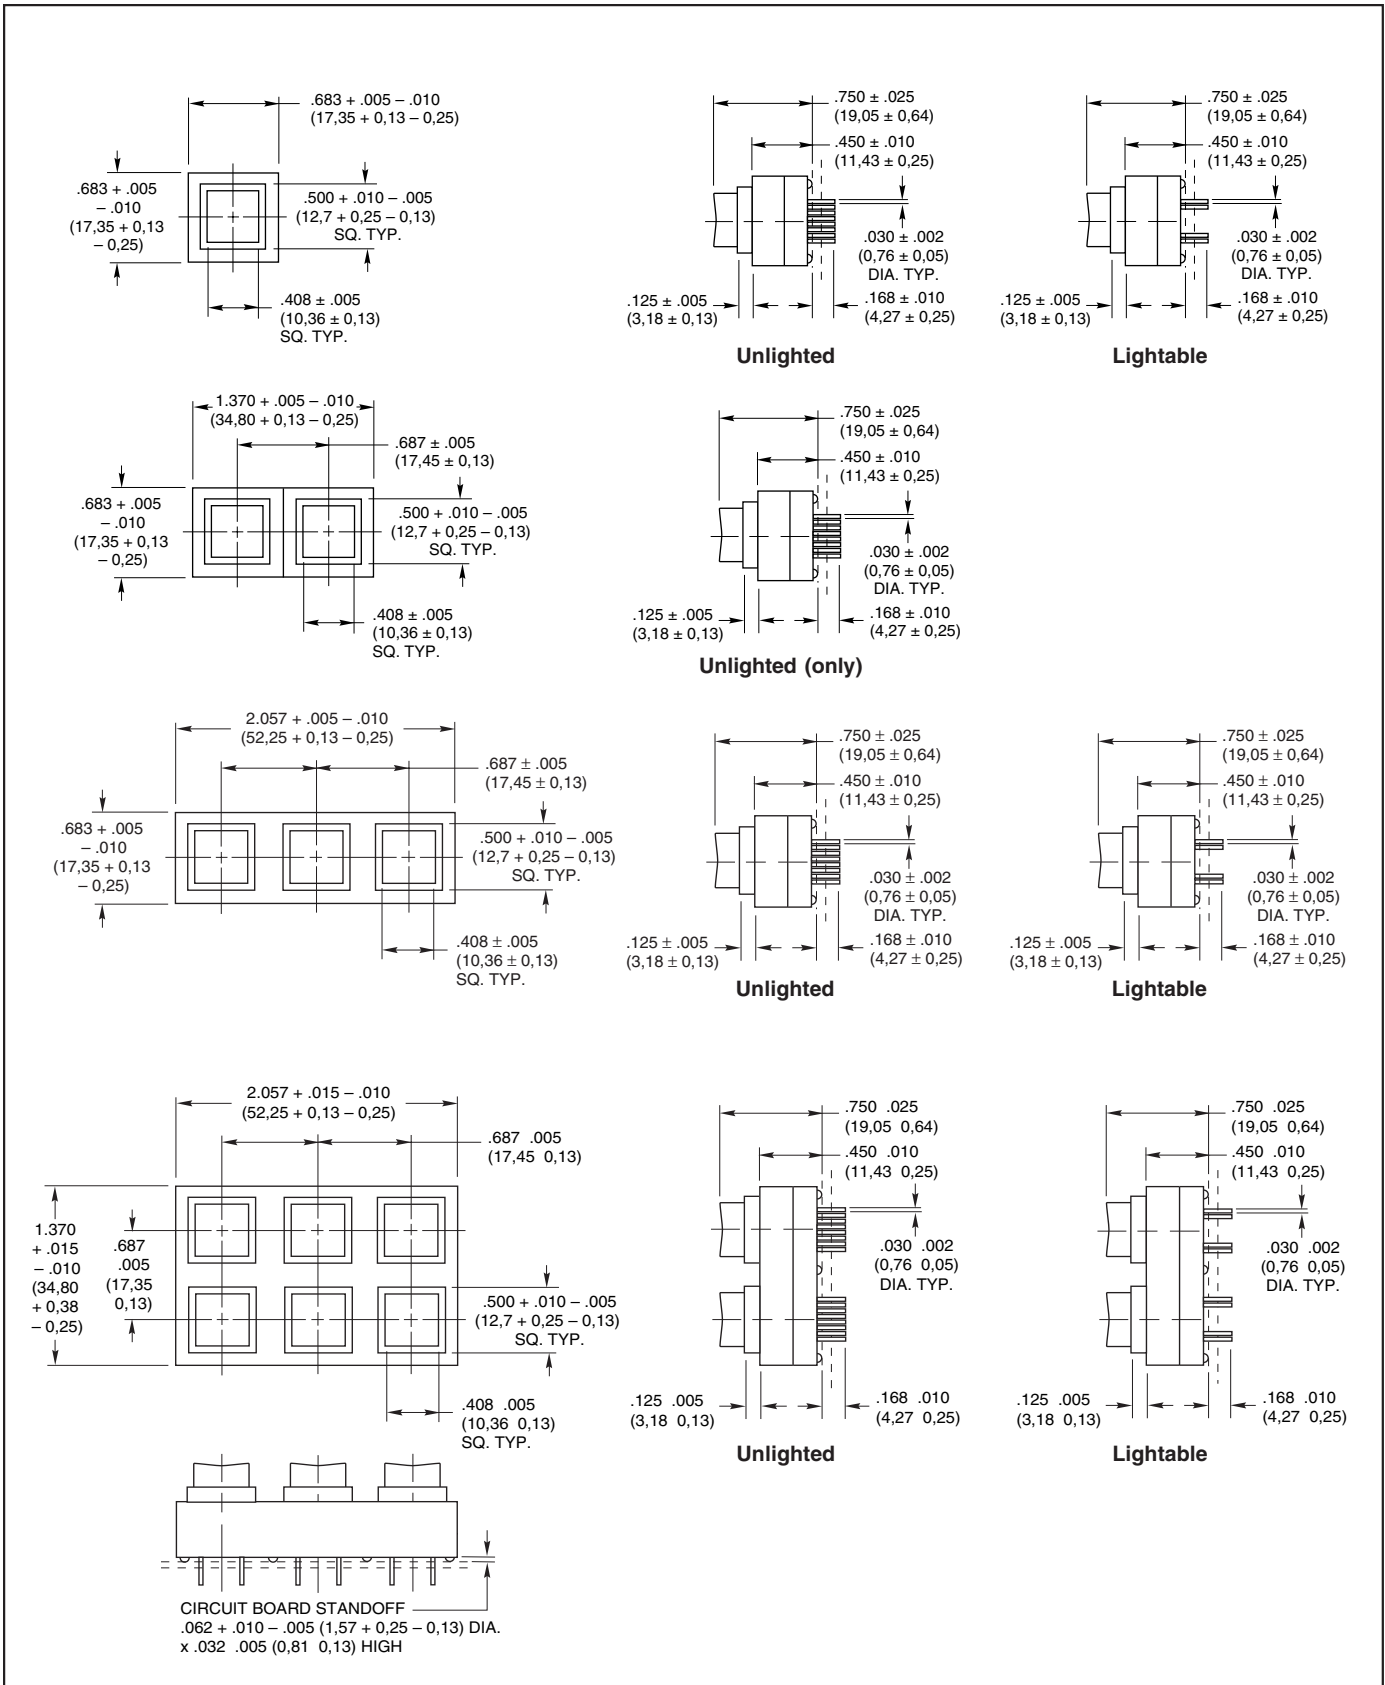 .683 + .005 – .010
(17,35 + 0,13 – 0,25)
.683 + .005
– .010
(17,35 + 0,13
– 0,25)
.500 + .010 – .005
(12,7 + 0,25 – 0,13)
SQ. TYP.
.408 ± .005
(10,36 ± 0,13)
SQ. TYP.
.750 ± .025
(19,05 ± 0,64)
.450 ± .010
(11,43 ± 0,25)
.030 ± .002
(0,76 ± 0,05)
DIA. TYP.
.125 ± .005
(3,18 ± 0,13)
.168 ± .010
(4,27 ± 0,25)
Unlighted
.750 ± .025
(19,05 ± 0,64)
.450 ± .010
(11,43 ± 0,25)
.030 ± .002
(0,76 ± 0,05)
DIA. TYP.
.125 ± .005
(3,18 ± 0,13)
.168 ± .010
(4,27 ± 0,25)
Lightable
1.370 + .005 – .010
(34,80 + 0,13 – 0,25)
.687 ± .005
(17,45 ± 0,13)
.683 + .005
– .010
(17,35 + 0,13
– 0,25)
.500 + .010 – .005
(12,7 + 0,25 – 0,13)
SQ. TYP.
.408 ± .005
(10,36 ± 0,13)
SQ. TYP.
.750 ± .025
(19,05 ± 0,64)
.450 ± .010
(11,43 ± 0,25)
.030 ± .002
(0,76 ± 0,05)
DIA. TYP.
.125 ± .005
(3,18 ± 0,13)
.168 ± .010
(4,27 ± 0,25)
Unlighted (only)
2.057 + .005 – .010
(52,25 + 0,13 – 0,25)
.687 ± .005
(17,45 ± 0,13)
.683 + .005
– .010
(17,35 + 0,13
– 0,25)
.500 + .010 – .005
(12,7 + 0,25 – 0,13)
SQ. TYP.
.408 ± .005
(10,36 ± 0,13)
SQ. TYP.
.750 ± .025
(19,05 ± 0,64)
.450 ± .010
(11,43 ± 0,25)
.030 ± .002
(0,76 ± 0,05)
DIA. TYP.
.125 ± .005
(3,18 ± 0,13)
.168 ± .010
(4,27 ± 0,25)
Unlighted
.750 ± .025
(19,05 ± 0,64)
.450 ± .010
(11,43 ± 0,25)
.030 ± .002
(0,76 ± 0,05)
DIA. TYP.
.125 ± .005
(3,18 ± 0,13)
.168 ± .010
(4,27 ± 0,25)
Lightable
2.057 + .015 – .010
(52,25 + 0,13 – 0,25)
.687 .005
(17,45 0,13)
1.370
+ .015
– .010
(34,80
+ 0,38
– 0,25)
.687
.005
(17,35
0,13)
.500 + .010 – .005
(12,7 + 0,25 – 0,13)
SQ. TYP.
.408 .005
(10,36 0,13)
SQ. TYP.
.750 .025
(19,05 0,64)
.450 .010
(11,43 0,25)
.030 .002
(0,76 0,05)
DIA. TYP.
.125 .005
(3,18 0,13)
.168 .010
(4,27 0,25)
Unlighted
.750 .025
(19,05 0,64)
.450 .010
(11,43 0,25)
.030 .002
(0,76 0,05)
DIA. TYP.
.125 .005
(3,18 0,13)
.168 .010
(4,27 0,25)
Lightable
CIRCUIT BOARD STANDOFF
.062 + .010 – .005 (1,57 + 0,25 – 0,13) DIA.
x .032 .005 (0,81 0,13) HIGH